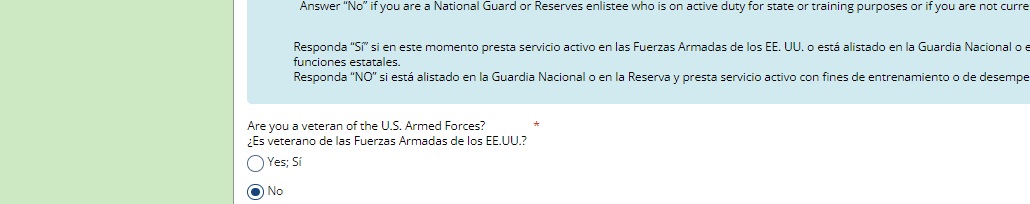 Answer “No” if you are a National Guard or Reserves enlistee who is on active duty for state or training purposes or if you are not curre
Responda “Sí” si en este momento presta servicio activo en las Fuerzas Armadas de los EE. UU. o está alistado en la Guardia Nacional o e
funciones estatales.
Responda “NO” si está alistado en la Guardia Nacional o en la Reserva y presta servicio activo con fines de entrenamiento o de desempe
Are you a veteran of the U.S. Armed Forces? *
¿Es veterano de las Fuerzas Armadas de los EE.UU.?
Yes; Sí
No